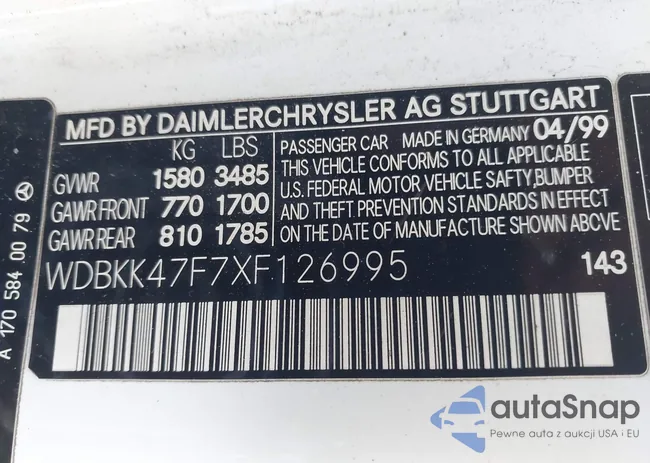 MFD BY DAIMLERCHRYSLER AG STUTTGART
KG LBS
GVWR 1580 3485
GAWR FRONT 770 1700
GAWR REAR 810 1785
PASSENGER CAR MADE IN GERMANY 04/99
THIS VEHICLE CONFORMS TO ALL APPLICABLE
U.S. FEDERAL MOTOR VEHICLE SAFTY,BUMPER
AND THEFT PREVENTION STANDARDS IN EFFECT
ON THE DATE OF MANUFACTURE SHOWN ABOVE
WDBKK47F7XF126995
143
A 170 584 00 79
autoSnap
Pewne auta z aukcji USA i EU